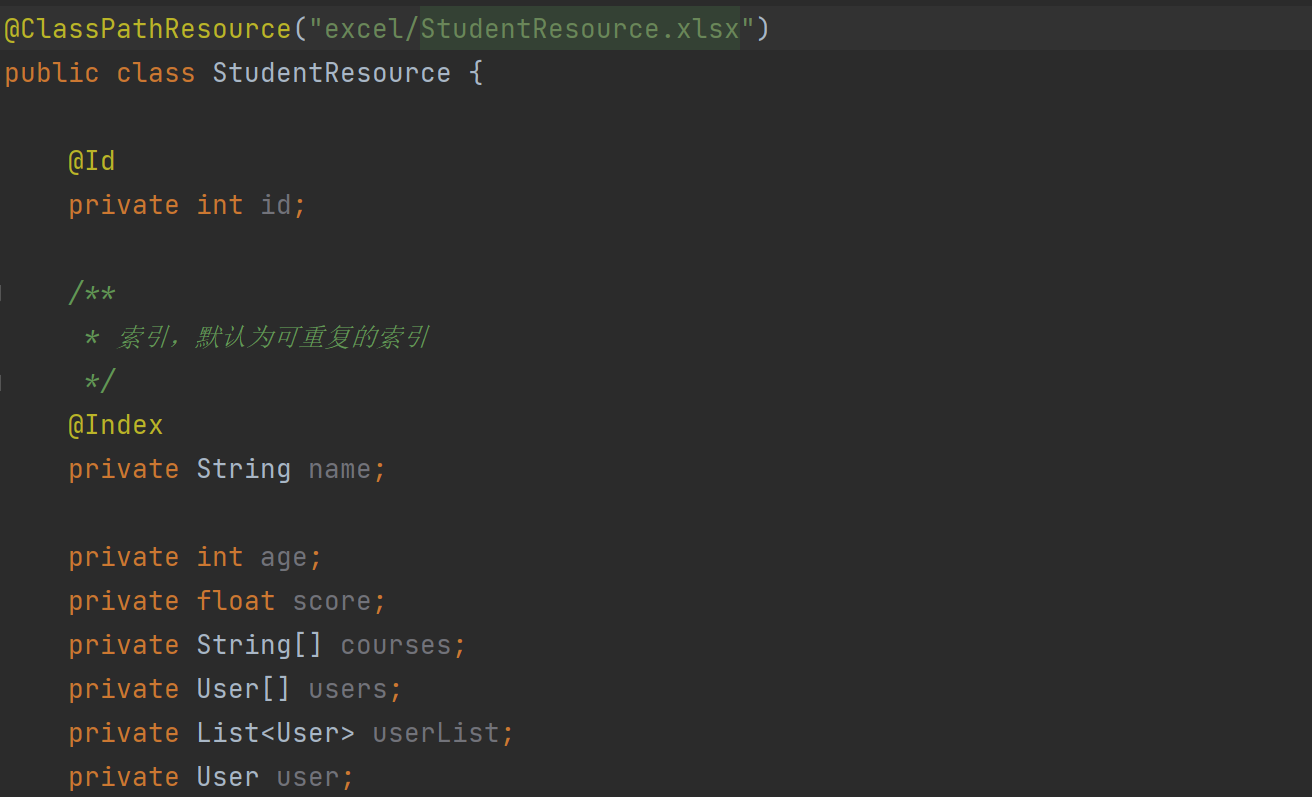 @ClassPathResource("excel/StudentResource.xlsx")
public class StudentResource {
@Id
private int id;
/**
* 索引，默认为可重复的索引
*/
@Index
private String name;
private int age;
private float score;
private String[] courses;
private User[] users;
private List<User> userList;
private User user;